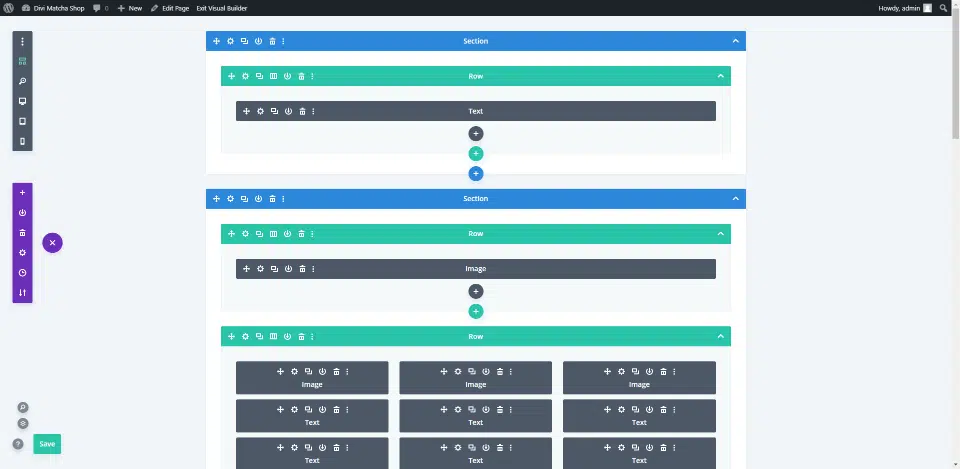 Divi Matcha Shop 0 New Edit Page Exit Visual Builder Howdy, admin
Section
Row
Text
Section
Row
Image
Row
Image Image Image
Text Text Text
Text Text Text
Save